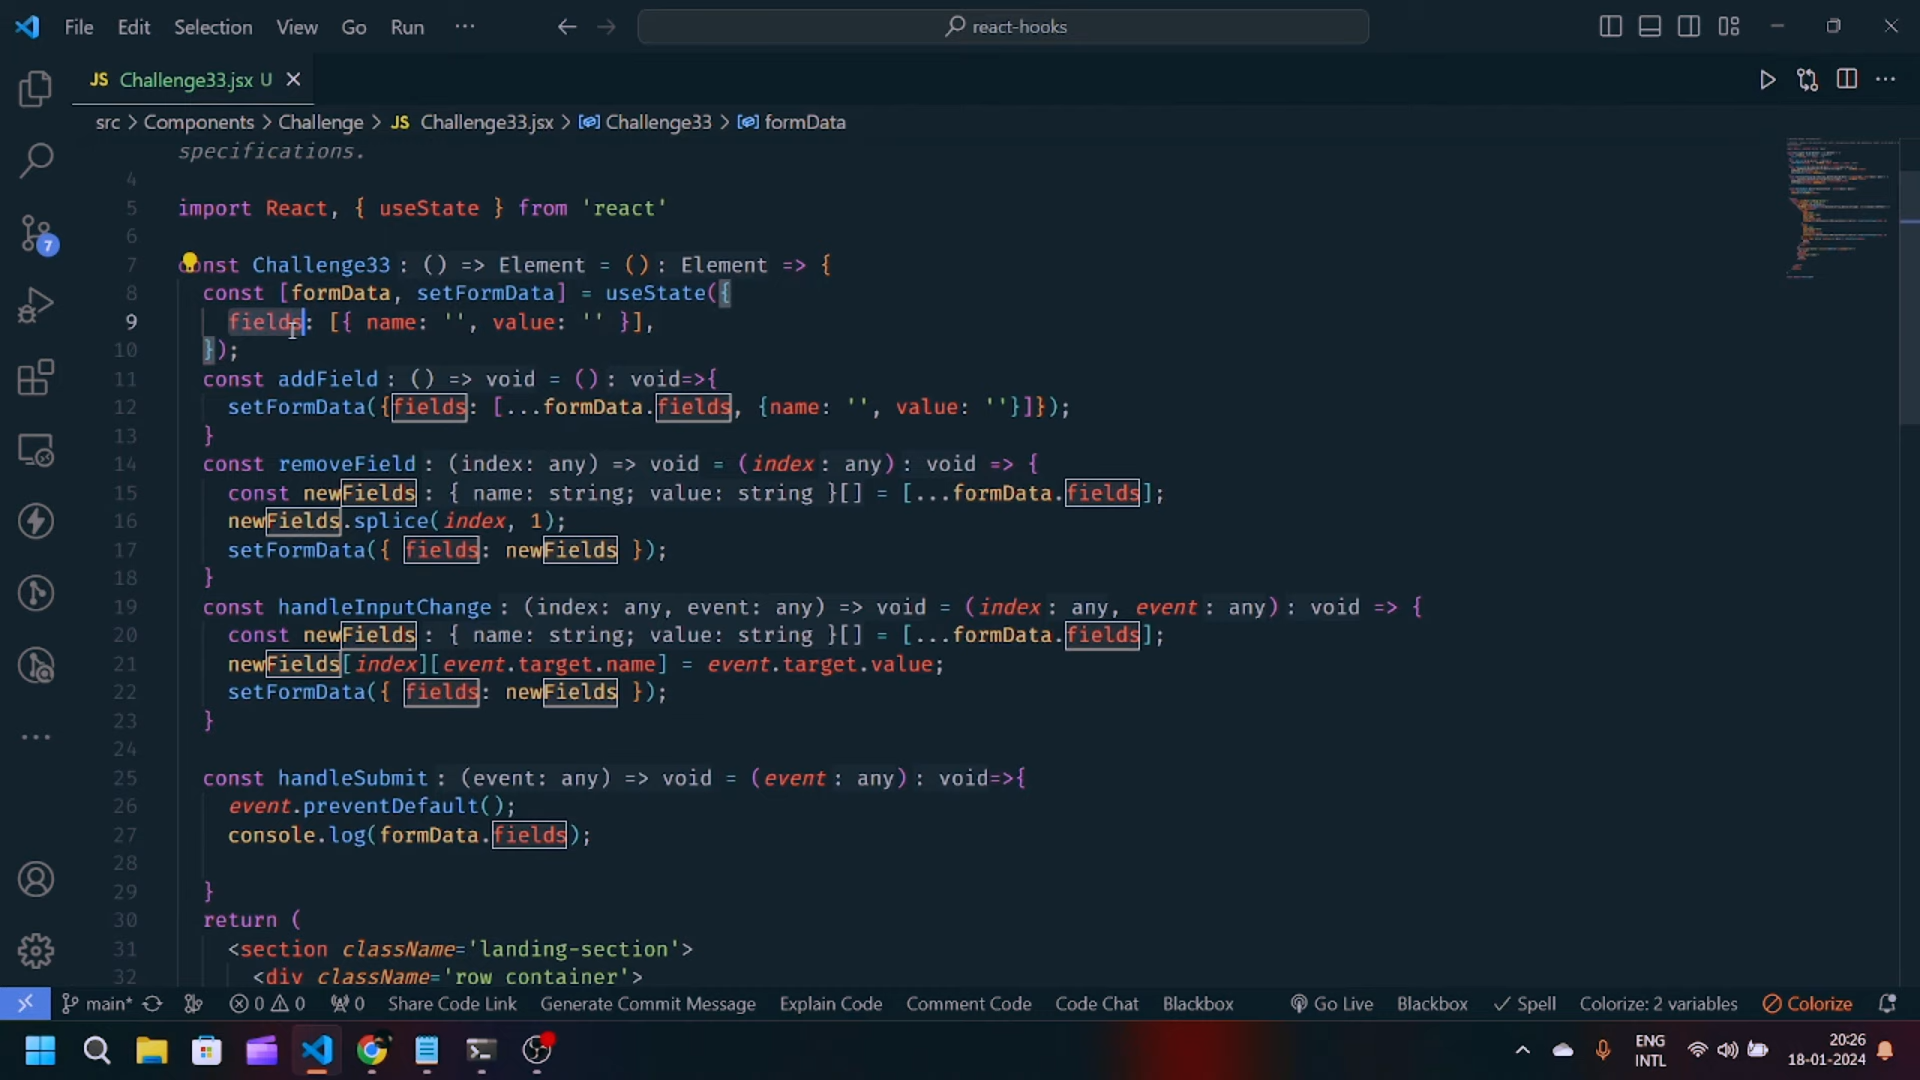 File Edit Selection View Go Run ··· react-hooks
JS Challenge33.jsx U
src > Components > Challenge > JS Challenge33.jsx > Challenge33 > formData
specifications.
4
5 import React, { useState } from 'react'
6
7 const Challenge33: () => Element = (): Element => {
8 const [formData, setFormData] = useState({
9 fields: [{ name: '', value: '' }],
10 });
11 const addField: () => void = (): void=>{
12 setFormData({fields: [...formData.fields, {name: '', value: ''}]});
13 }
14 const removeField: (index: any) => void = (index: any): void => {
15 const newFields: { name: string; value: string }[] = [...formData.fields];
16 newFields.splice(index, 1);
17 setFormData({ fields: newFields });
18 }
19 const handleInputChange: (index: any, event: any) => void = (index: any, event: any): void => {
20 const newFields: { name: string; value: string }[] = [...formData.fields];
21 newFields[index][event.target.name] = event.target.value;
22 setFormData({ fields: newFields });
23 }
24
25 const handleSubmit: (event: any) => void = (event: any): void=>{
26 event.preventDefault();
27 console.log(formData.fields);
28
29 }
30 return (
31 <section className='landing-section'>
32 <div className='row container'>
7
main* 0 0 0 Share Code Link Generate Commit Message Explain Code Comment Code Code Chat Blackbox Go Live Blackbox Spell Colorize: 2 variables Colorize
ENG
INTL
20:26
18-01-2024